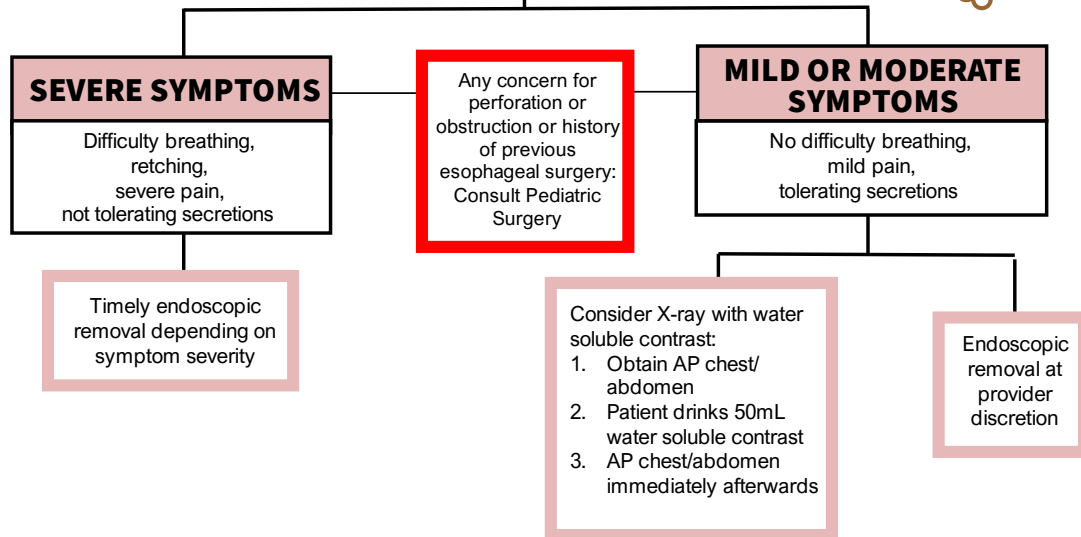 SEVERE SYMPTOMS
Difficulty breathing,
retching,
severe pain,
not tolerating secretions
Any concern for
perforation or
obstruction or history
of previous
esophageal surgery:
Consult Pediatric
Surgery
MILD OR MODERATE
SYMPTOMS
No difficulty breathing,
mild pain,
tolerating secretions
Timely endoscopic
removal depending on
symptom severity
Consider X-ray with water
soluble contrast:
1. Obtain AP chest/
abdomen
2. Patient drinks 50mL
water soluble contrast
3. AP chest/abdomen
immediately afterwards
Endoscopic
removal at
provider
discretion